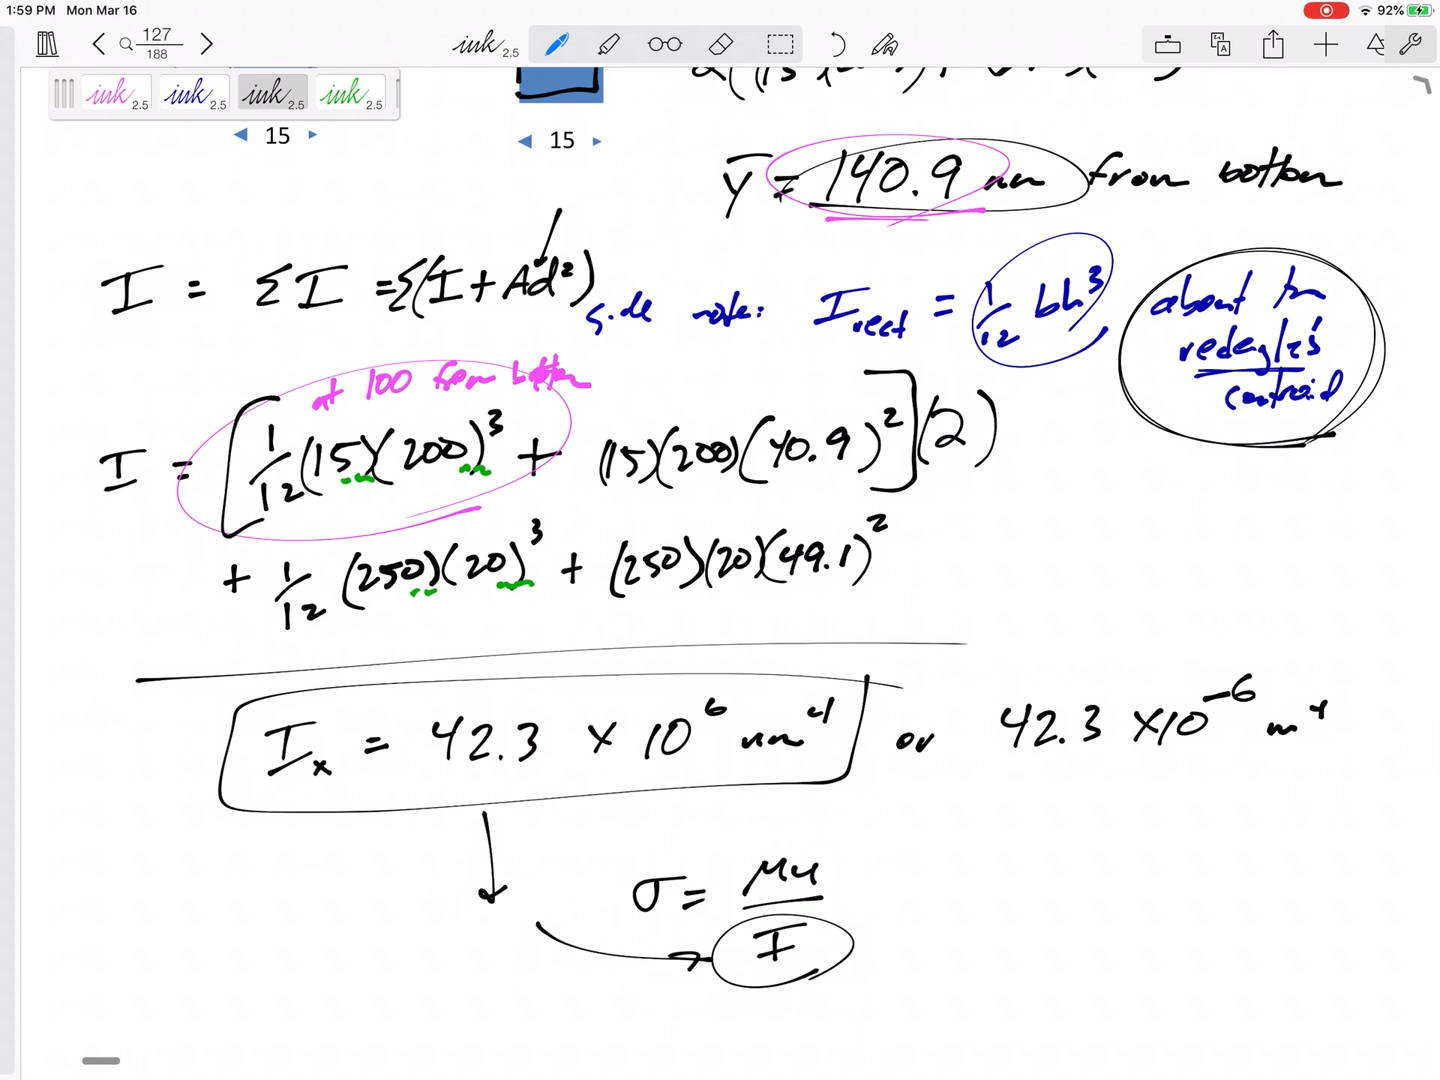 1:59 PM Mon Mar 16
92%
127
188
ink 2.5
ink 2.5 ink 2.5 ink 2.5 ink 2.5
15
15
Y̅ = 140.9 mm from bottom
I = ΣI = Σ(I + Ad²)
side note: I rect = 1/12 bh³
about the
rectangle's
centroid
at 100 from bottom
I = [1/12 (15)(200)³ + (15)(200)(40.9)²](2)
+ 1/12 (250)(20)³ + (250)(20)(49.1)²
Ix = 42.3 × 10⁶ mm⁴ or 42.3 ×10⁻⁶ m⁴
σ = My / I